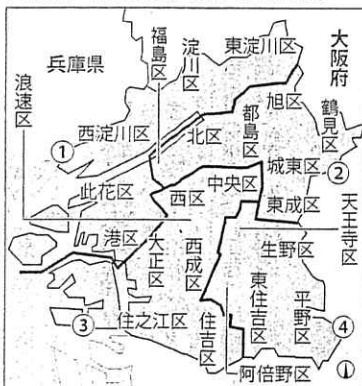 兵庫県
大阪府
福島区
淀川区
東淀川区
浪速区
旭区
鶴見区
都島区
西淀川区
北区
①
城東区
②
中央区
此花区
西区
東成区
天王寺区
港区
大正区
西成区
生野区
東住吉区
平野区
③
住之江区
住吉区
④
阿倍野区